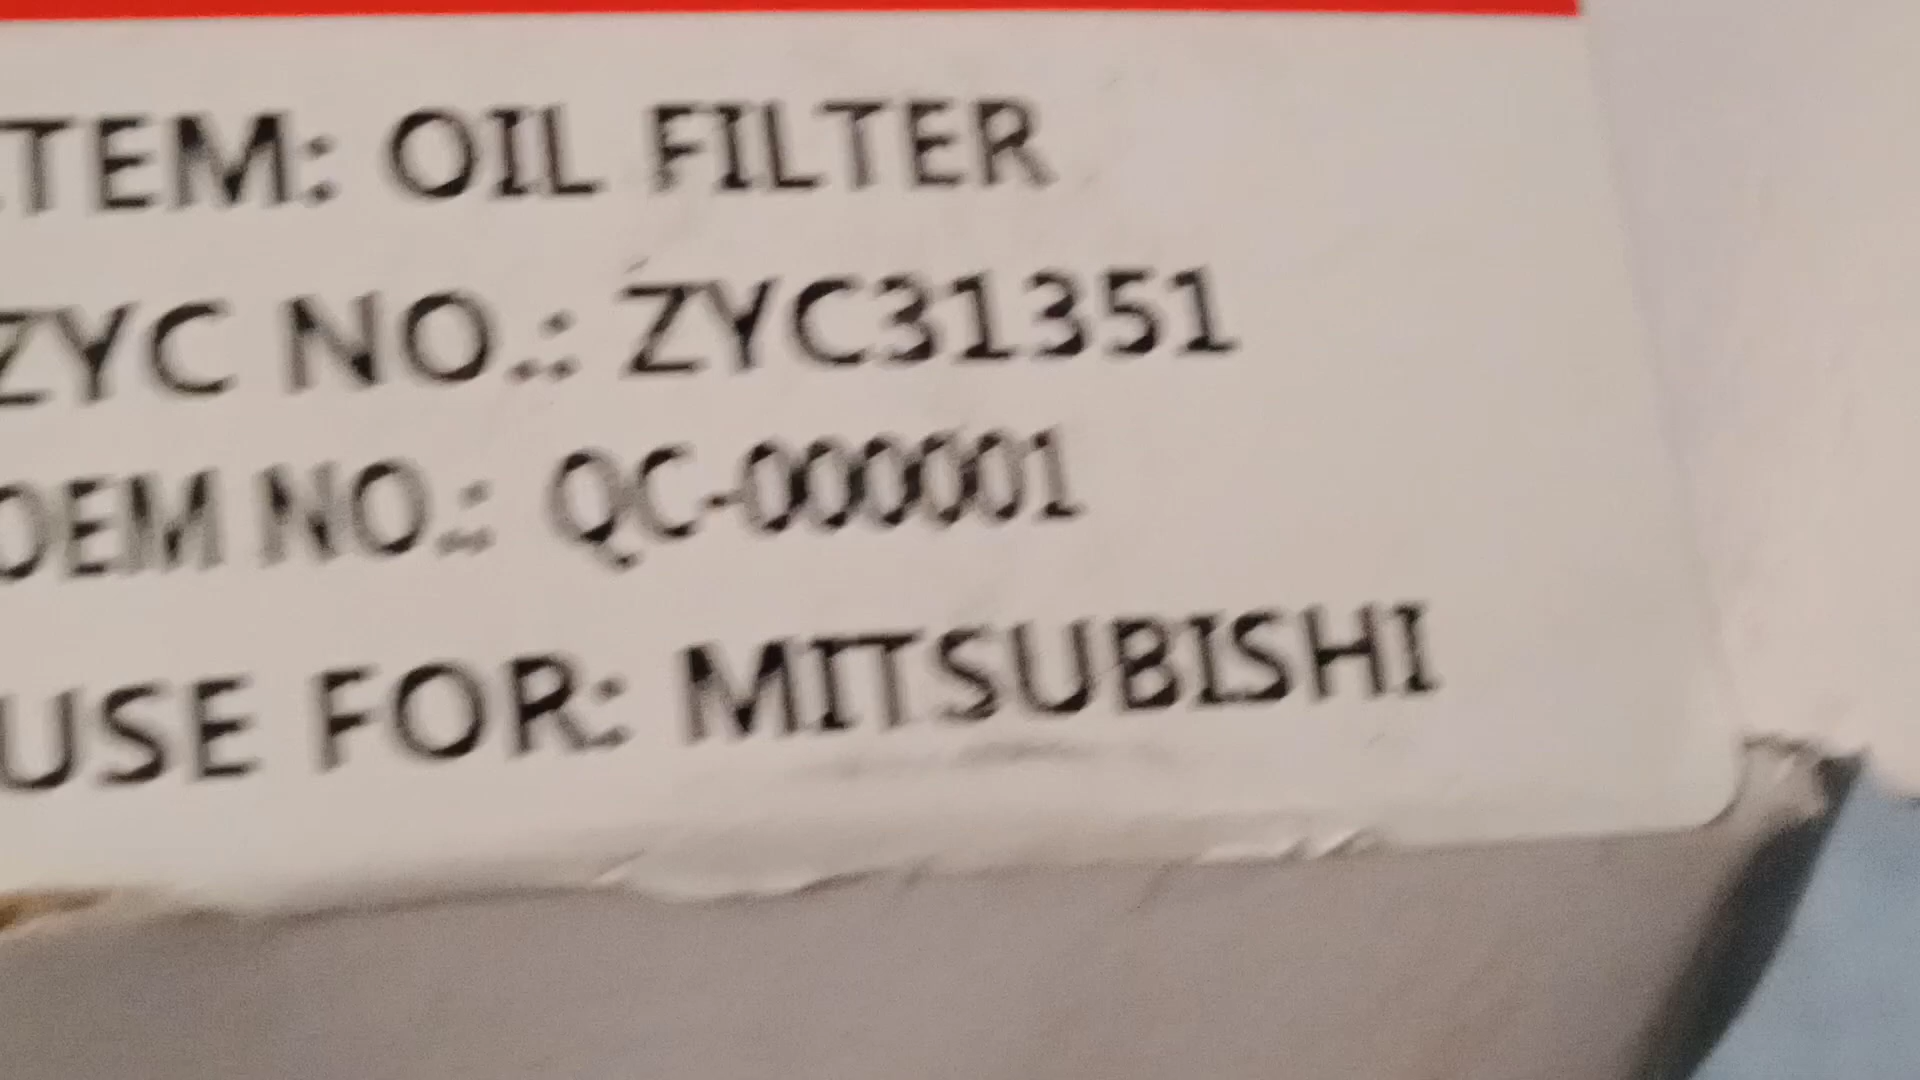 ITEM: OIL FILTER
ZYC NO.: ZYC31351
OEM NO.: QC-000001
USE FOR: MITSUBISHI